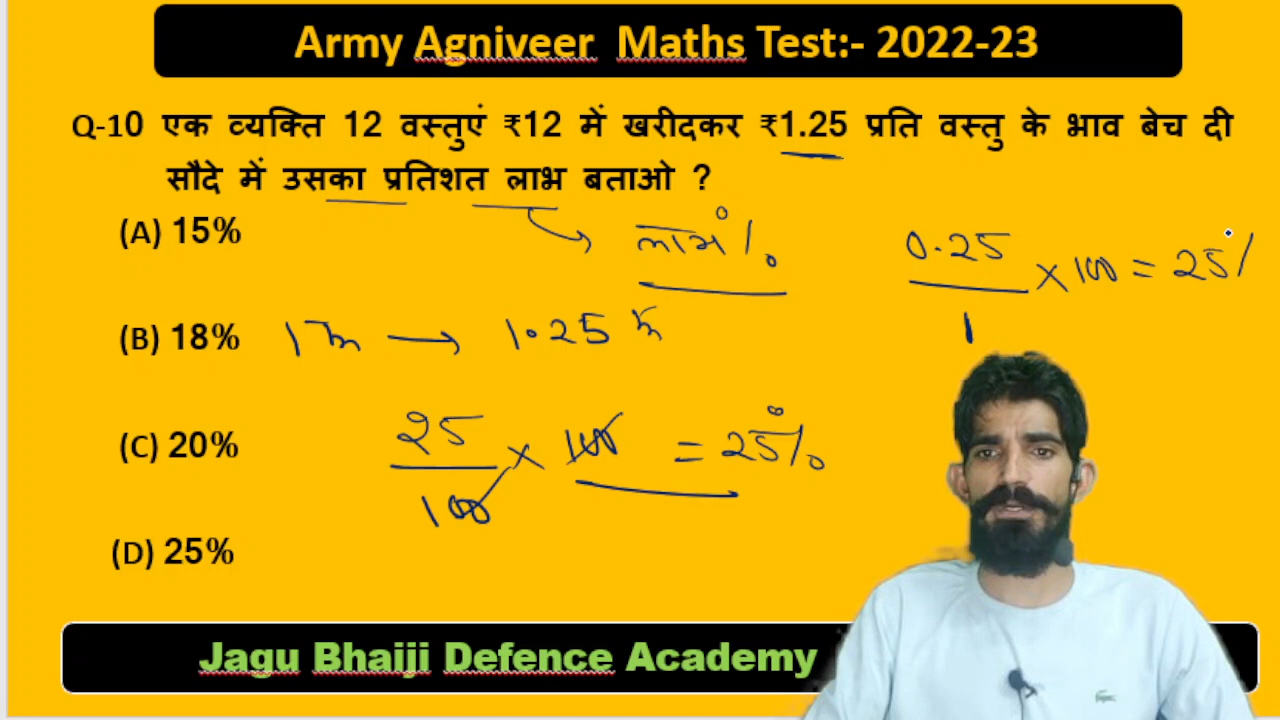 Army Agniveer Maths Test:- 2022-23
Q-10 एक व्यक्ति 12 वस्तुएं ₹12 में खरीदकर ₹1.25 प्रति वस्तु के भाव बेच दी
सौदे में उसका प्रतिशत लाभ बताओ ?
(A) 15%
लाभ%
0.25
1
× 100 = 25%
(B) 18%
1 → 1.25
(C) 20%
25
100
× 100 = 25%
(D) 25%
Jagu Bhaiji Defence Academy